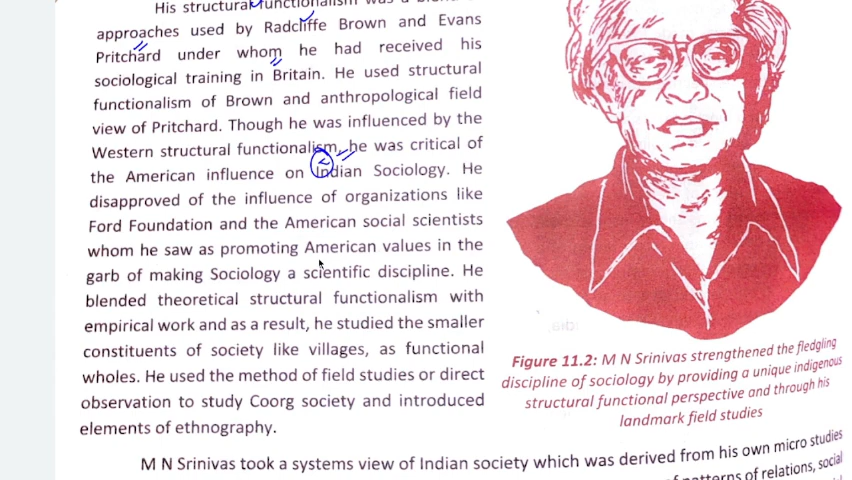 His structural functionalism was a
approaches used by Radcliffe Brown and Evans
Pritchard under whom he had received his
sociological training in Britain. He used structural
functionalism of Brown and anthropological field
view of Pritchard. Though he was influenced by the
Western structural functionalism, he was critical of
the American influence on Indian Sociology. He
disapproved of the influence of organizations like
Ford Foundation and the American social scientists
whom he saw as promoting American values in the
garb of making Sociology a scientific discipline. He
blended theoretical structural functionalism with
empirical work and as a result, he studied the smaller
constituents of society like villages, as functional
wholes. He used the method of field studies or direct
observation to study Coorg society and introduced
elements of ethnography.
Figure 11.2: M N Srinivas strengthened the fledgling
discipline of sociology by providing a unique indigenous
structural functional perspective and through his
landmark field studies
M N Srinivas took a systems view of Indian society which was derived from his own micro studies
patterns of relations, social